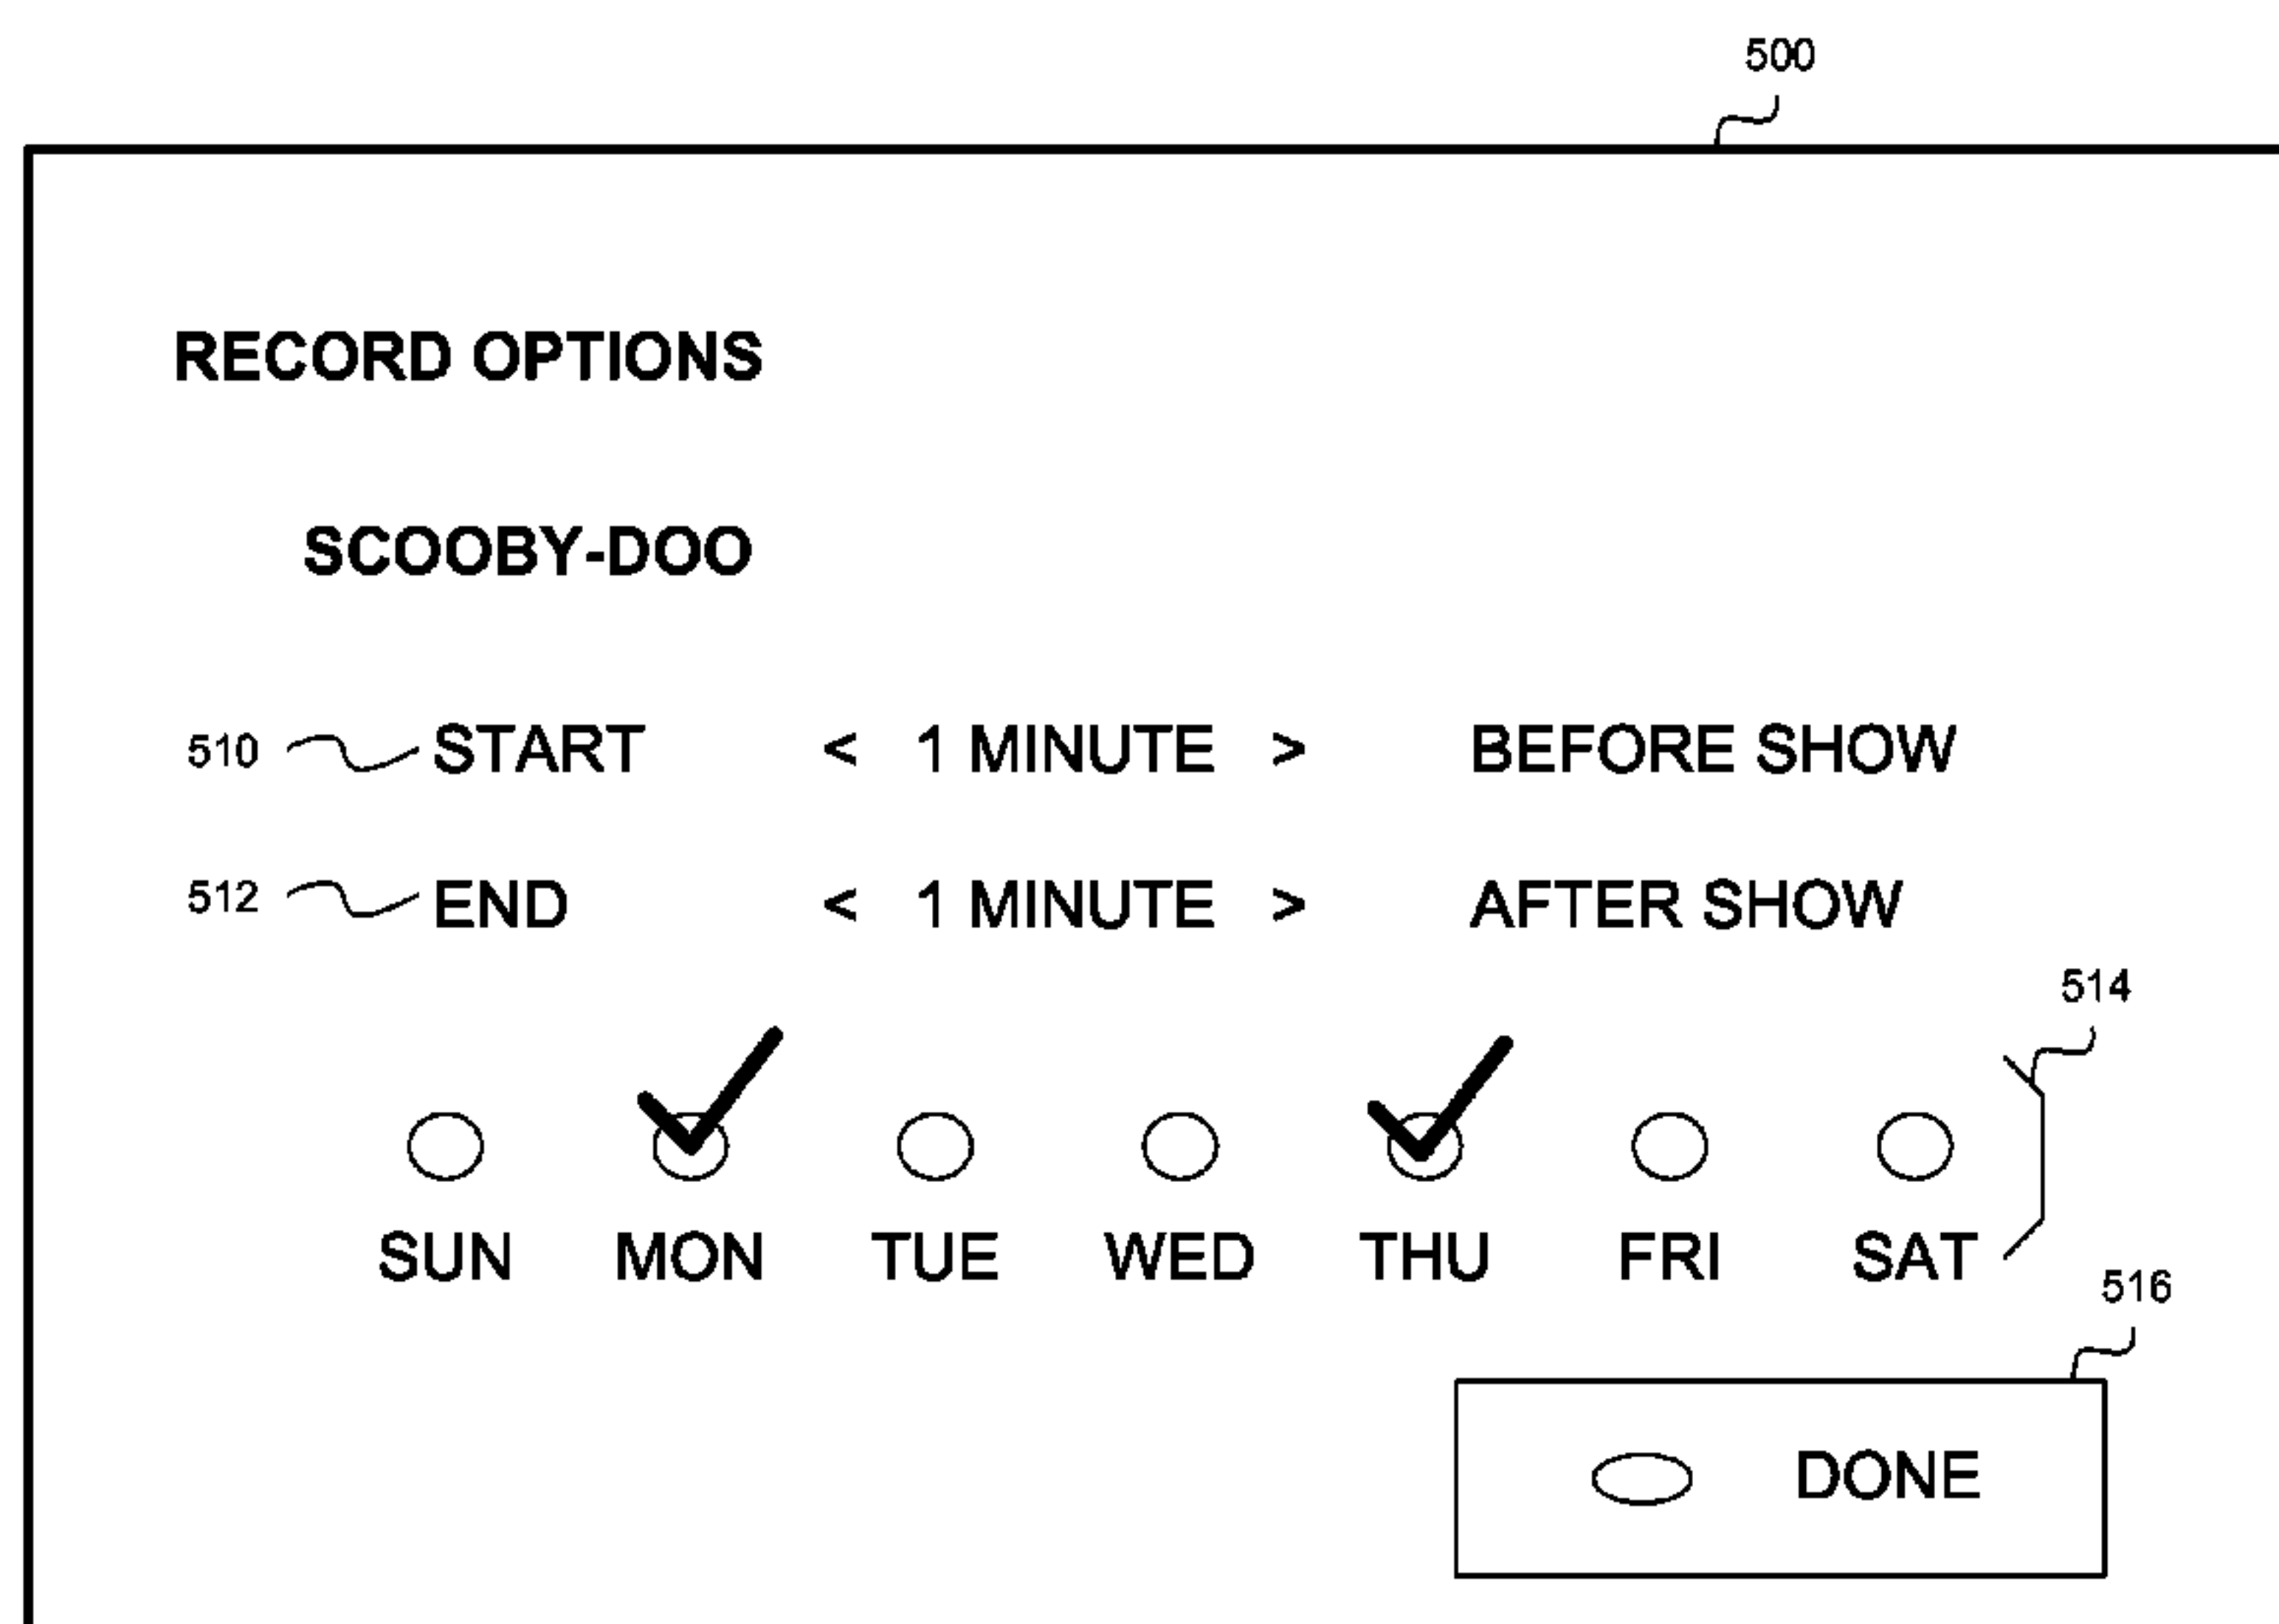 500
RECORD OPTIONS
SCOOBY-DOO
510 START < 1 MINUTE > BEFORE SHOW
512 END < 1 MINUTE > AFTER SHOW
514
SUN MON TUE WED THU FRI SAT
516
DONE